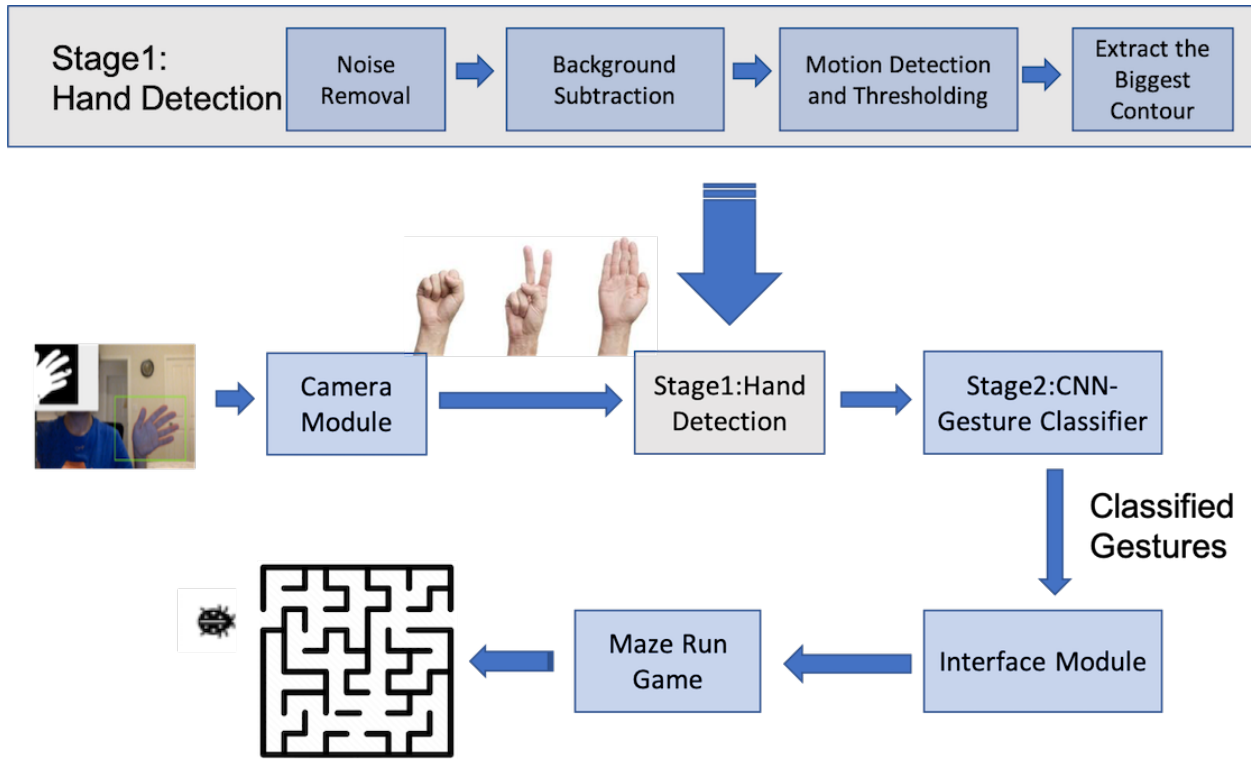 Stage1:
Hand Detection
Noise
Removal
Background
Subtraction
Motion Detection
and Thresholding
Extract the
Biggest
Contour
Camera
Module
Stage1:Hand
Detection
Stage2:CNN-
Gesture Classifier
Classified
Gestures
Interface Module
Maze Run
Game